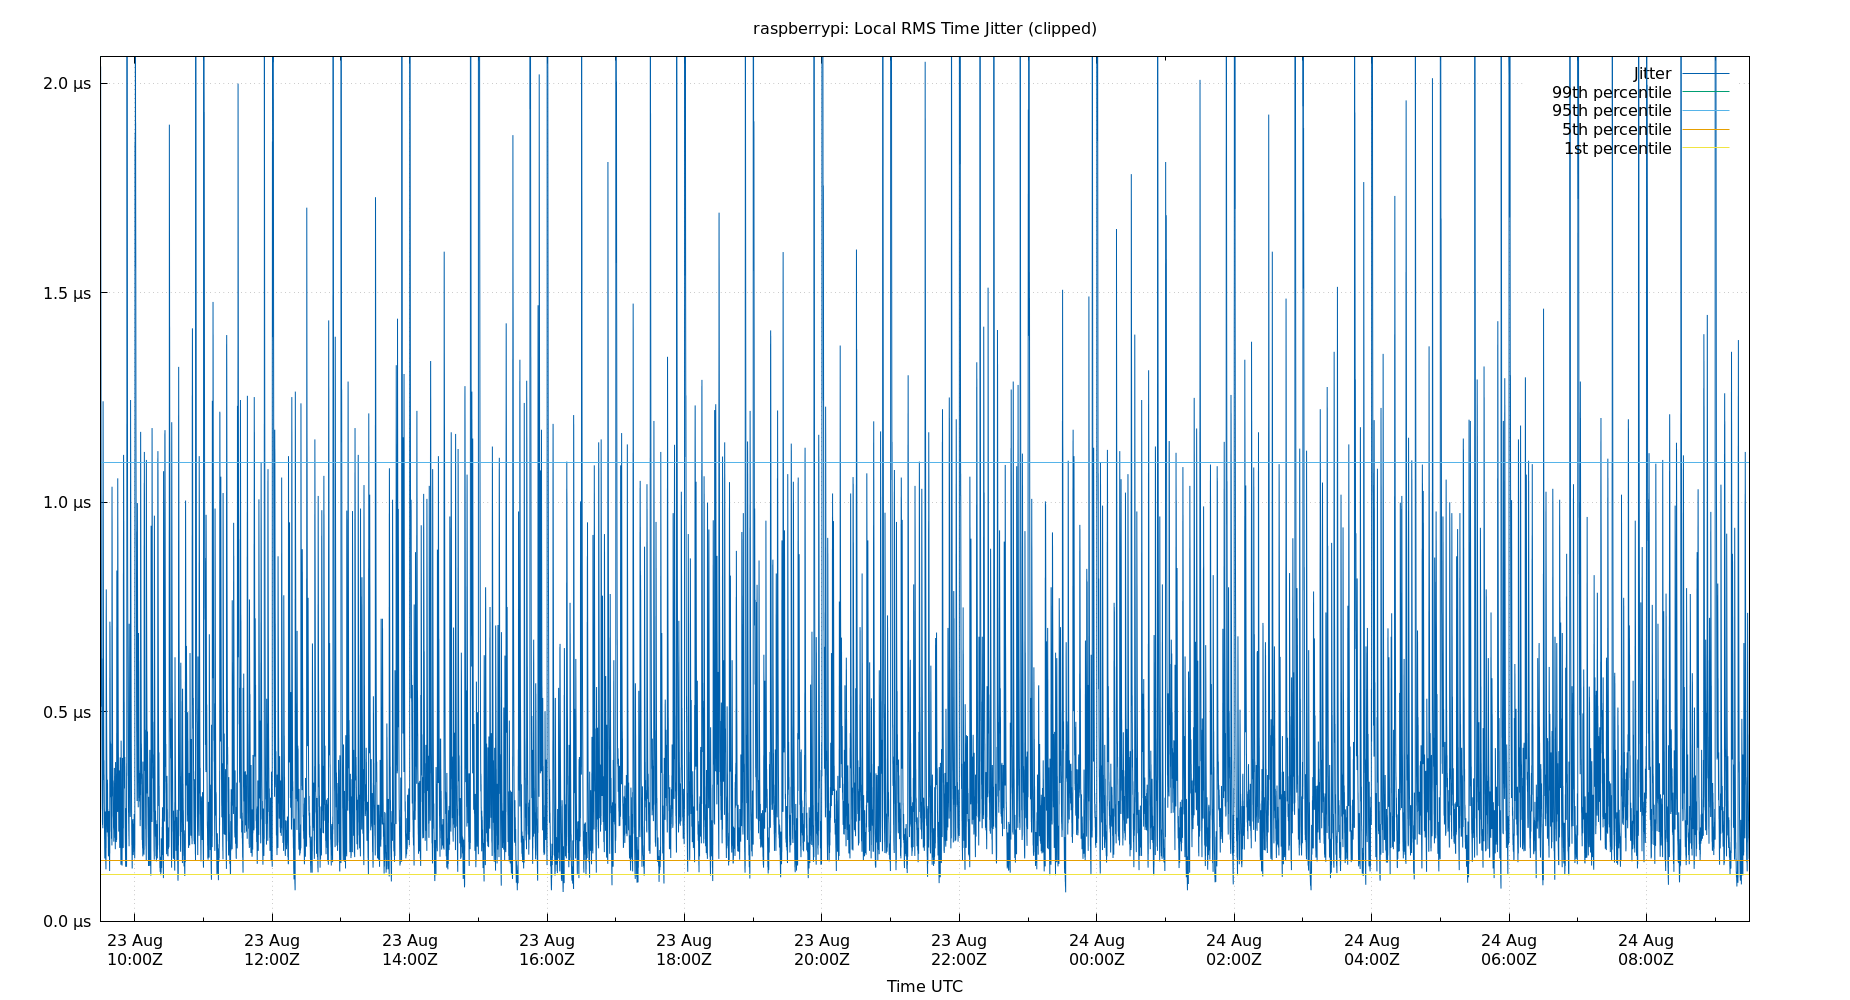 raspberrypi: Local RMS Time Jitter (clipped)
2.0 μs
1.5 μs
1.0 μs
0.5 μs
0.0 μs
Jitter
99th percentile
95th percentile
5th percentile
1st percentile
23 Aug 23 Aug 23 Aug 23 Aug 23 Aug 23 Aug 23 Aug 24 Aug 24 Aug 24 Aug 24 Aug 24 Aug
10:00Z 12:00Z 14:00Z 16:00Z 18:00Z 20:00Z 22:00Z 00:00Z 02:00Z 04:00Z 06:00Z 08:00Z
Time UTC